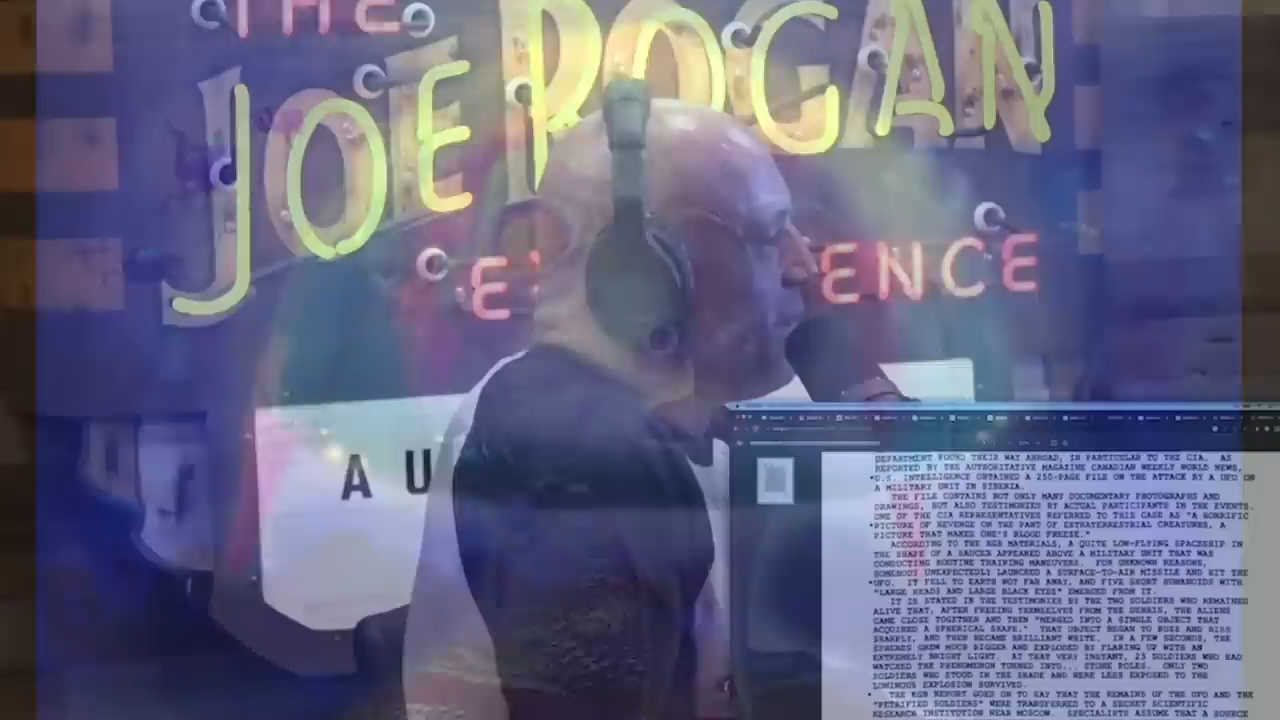 THE
JOE ROGAN
E ENCE
A U
DEPARTMENT FOUND THEIR WAY ABROAD, IN PARTICULAR TO THE CIA. AS
REPORTED BY THE AUTHORITATIVE MAGAZINE CANADIAN WEEKLY WORLD NEWS,
U.S. INTELLIGENCE OBTAINED A 250-PAGE FILE ON THE ATTACK BY A UFO ON
A MILITARY UNIT IN SIBERIA.
THE FILE CONTAINS NOT ONLY MANY DOCUMENTARY PHOTOGRAPHS AND
DRAWINGS, BUT ALSO TESTIMONIES BY ACTUAL PARTICIPANTS IN THE EVENTS.
ONE OF THE CIA REPRESENTATIVES REFERRED TO THIS CASE AS "A HORRIFIC
PICTURE OF REVENGE ON THE PART OF EXTRATERRESTRIAL CREATURES, A
PICTURE THAT MAKES ONE'S BLOOD FREEZE."
ACCORDING TO THE KGB MATERIALS, A QUITE LOW-FLYING SPACESHIP IN
THE SHAPE OF A SAUCER APPEARED ABOVE A MILITARY UNIT THAT WAS
CONDUCTING ROUTINE TRAINING MANEUVERS. FOR UNKNOWN REASONS,
SOMEBODY UNEXPECTEDLY LAUNCHED A SURFACE-TO-AIR MISSILE AND HIT THE
UFO. IT FELL TO EARTH NOT FAR AWAY, AND FIVE SHORT HUMANOIDS WITH
"LARGE HEADS AND LARGE BLACK EYES" EMERGED FROM IT.
IT IS STATED IN THE TESTIMONIES BY THE TWO SOLDIERS WHO REMAINED
ALIVE THAT, AFTER FREEING THEMSELVES FROM THE DEBRIS, THE ALIENS
CAME CLOSE TOGETHER AND THEN "MERGED INTO A SINGLE OBJECT THAT
ACQUIRED A SPHERICAL SHAPE." THAT OBJECT BEGAN TO BUZZ AND HISS
SHARPLY, AND THEN BECAME BRILLIANT WHITE. IN A FEW SECONDS, THE
SPHERES GREW MUCH BIGGER AND EXPLODED BY FLARING UP WITH AN
EXTREMELY BRIGHT LIGHT. AT THAT VERY INSTANT, 23 SOLDIERS WHO HAD
WATCHED THE PHENOMENON TURNED INTO... STONE POLES. ONLY TWO
SOLDIERS WHO STOOD IN THE SHADE AND WERE LESS EXPOSED TO THE
LUMINOUS EXPLOSION SURVIVED.
THE KGB REPORT GOES ON TO SAY THAT THE REMAINS OF THE UFO AND THE
"PETRIFIED SOLDIERS" WERE TRANSFERRED TO A SECRET SCIENTIFIC
RESEARCH INSTITUTION NEAR MOSCOW. SPECIALISTS ASSUME THAT A SOURCE